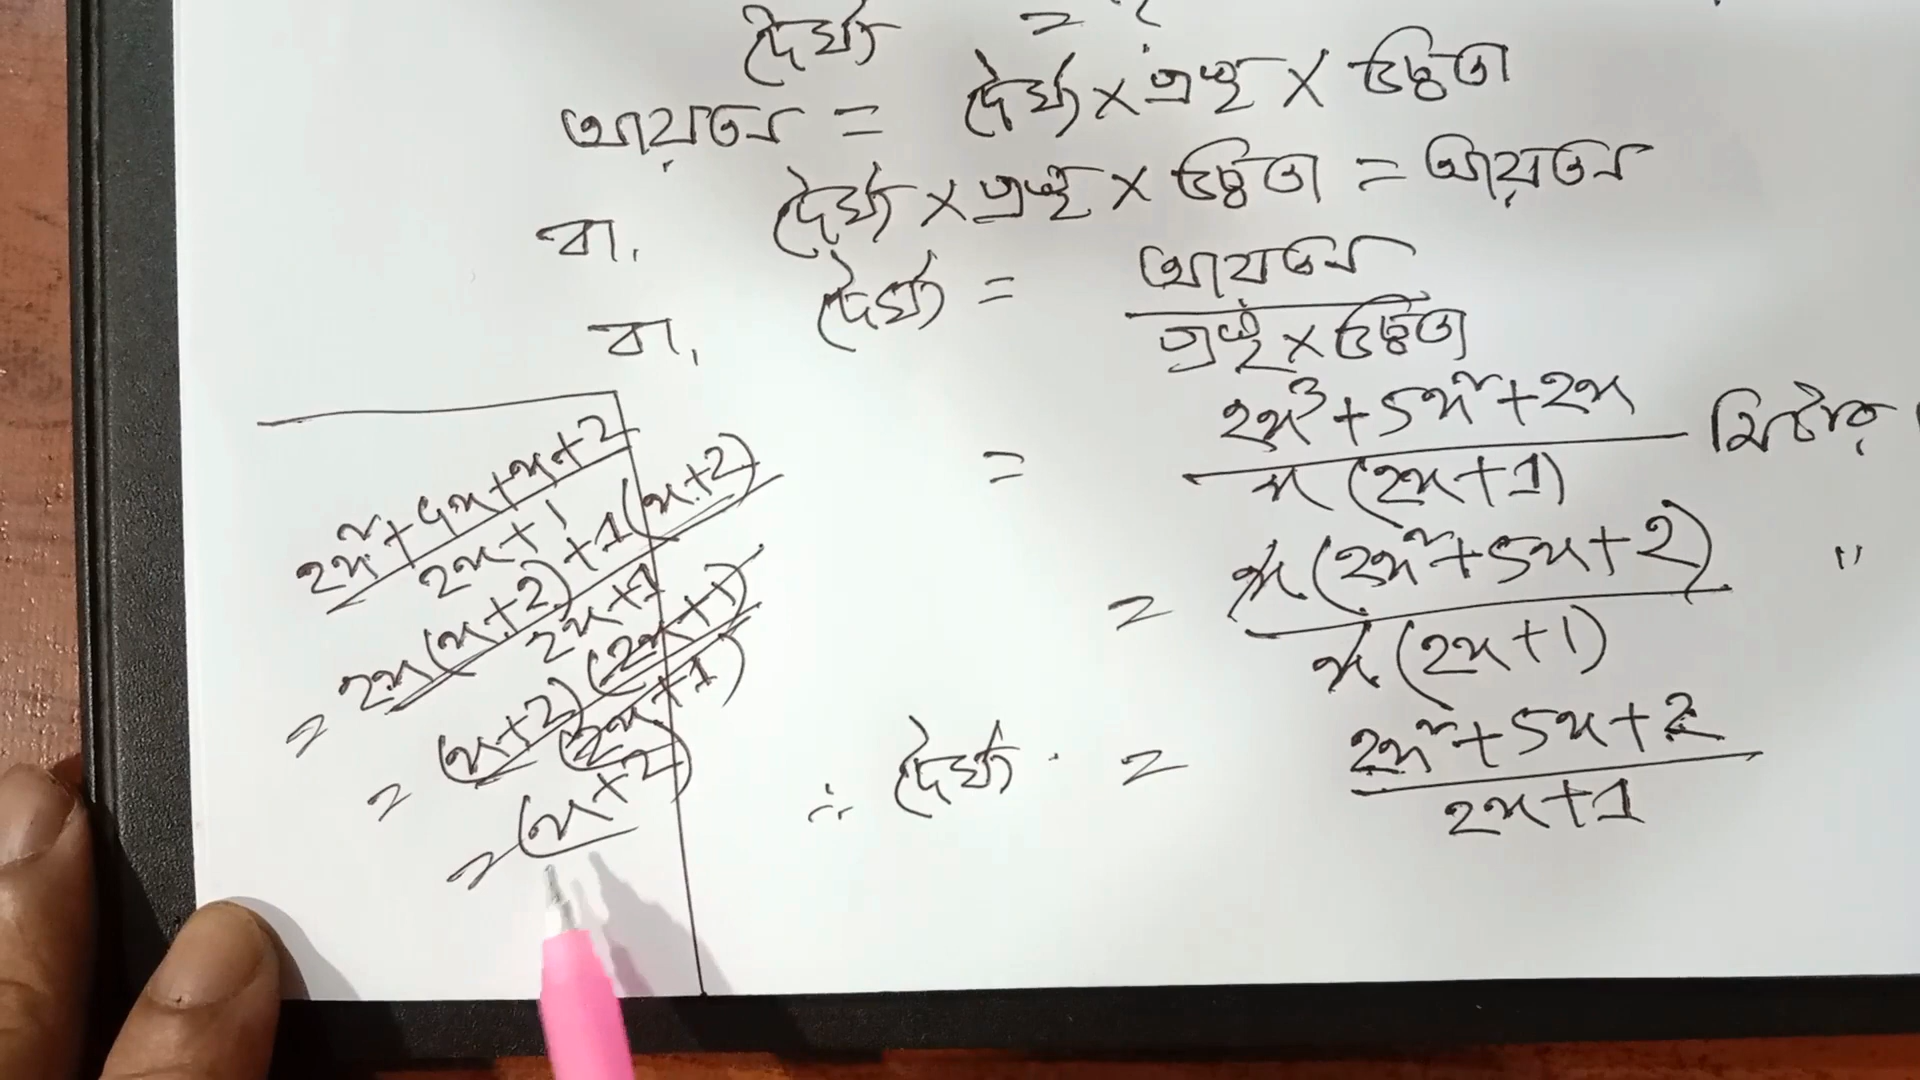 দৈর্ঘ্য = ?
আয়তন = দৈর্ঘ্য × প্রস্থ × উচ্চতা
বা, দৈর্ঘ্য × প্রস্থ × উচ্চতা = আয়তন
বা, দৈর্ঘ্য = আয়তন / প্রস্থ × উচ্চতা
= 2x³+5x²+2x / x(2x+1) মিটার
= x(2x²+5x+2) / x(2x+1) "
∴ দৈর্ঘ্য = 2x²+5x+2 / 2x+1
2x²+4x+x+2 / 2x+1
= 2x(x+2)+1(x+2) / 2x+1
= (x+2)(2x+1) / (2x+1)
= (x+2)